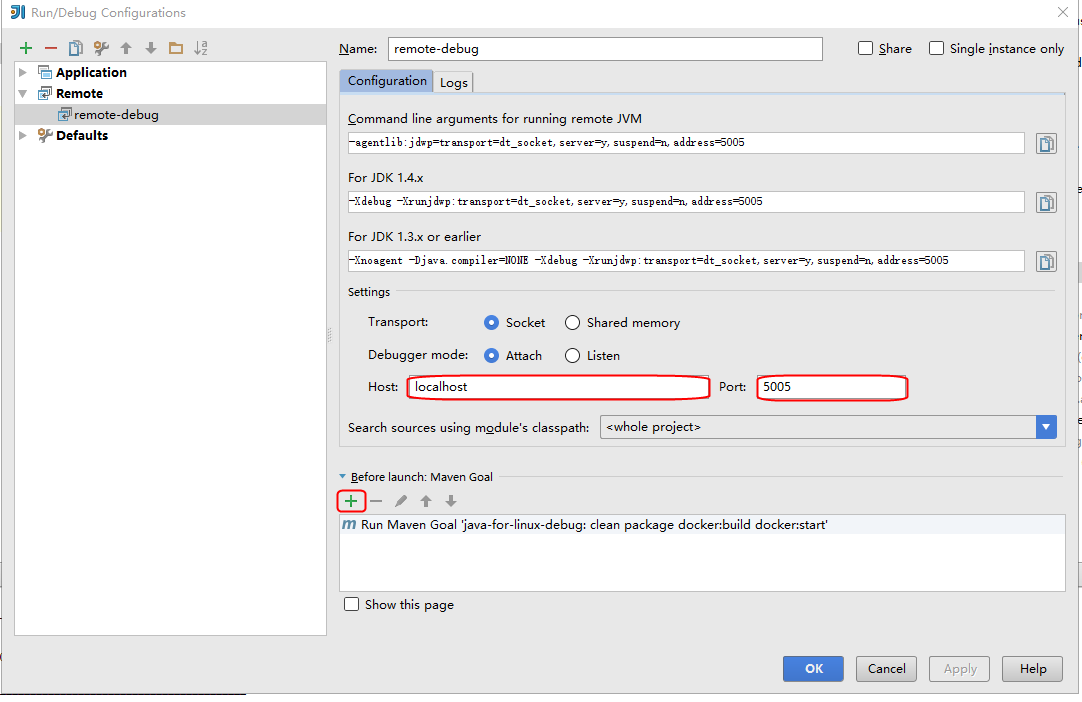 Run/Debug Configurations
Name: remote-debug Share Single instance only
Application
Remote
remote-debug
Defaults
Configuration Logs
Command line arguments for running remote JVM
-agentlib:jdwp=transport=dt_socket,server=y,suspend=n,address=5005
For JDK 1.4.x
-Xdebug -Xrunjdwp:transport=dt_socket,server=y,suspend=n,address=5005
For JDK 1.3.x or earlier
-Xnoagent -Djava.compiler=NONE -Xdebug -Xrunjdwp:transport=dt_socket,server=y,suspend=n,address=5005
Settings
Transport: Socket Shared memory
Debugger mode: Attach Listen
Host: localhost Port: 5005
Search sources using module's classpath: <whole project>
Before launch: Maven Goal
m Run Maven Goal 'java-for-linux-debug: clean package docker:build docker:start'
Show this page
OK Cancel Apply Help